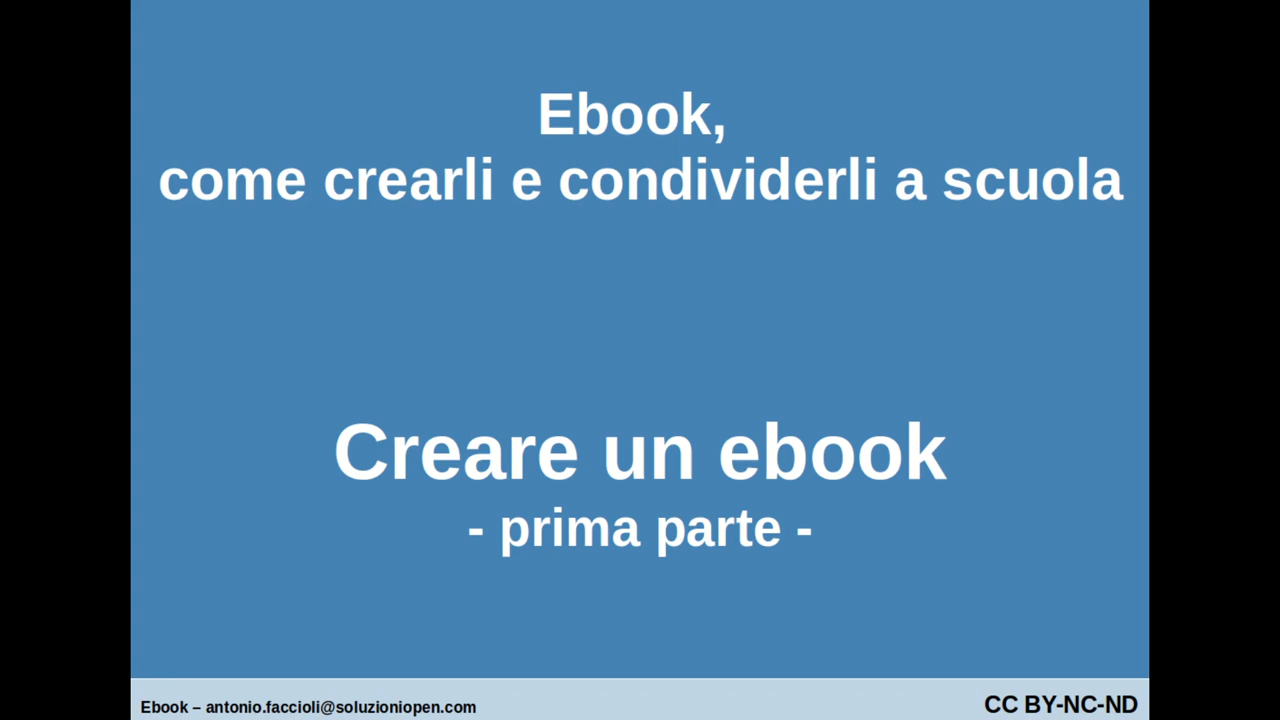 Ebook,
come crearli e condividerli a scuola
Creare un ebook
- prima parte -
Ebook – antonio.faccioli@soluzioniopen.com
CC BY-NC-ND